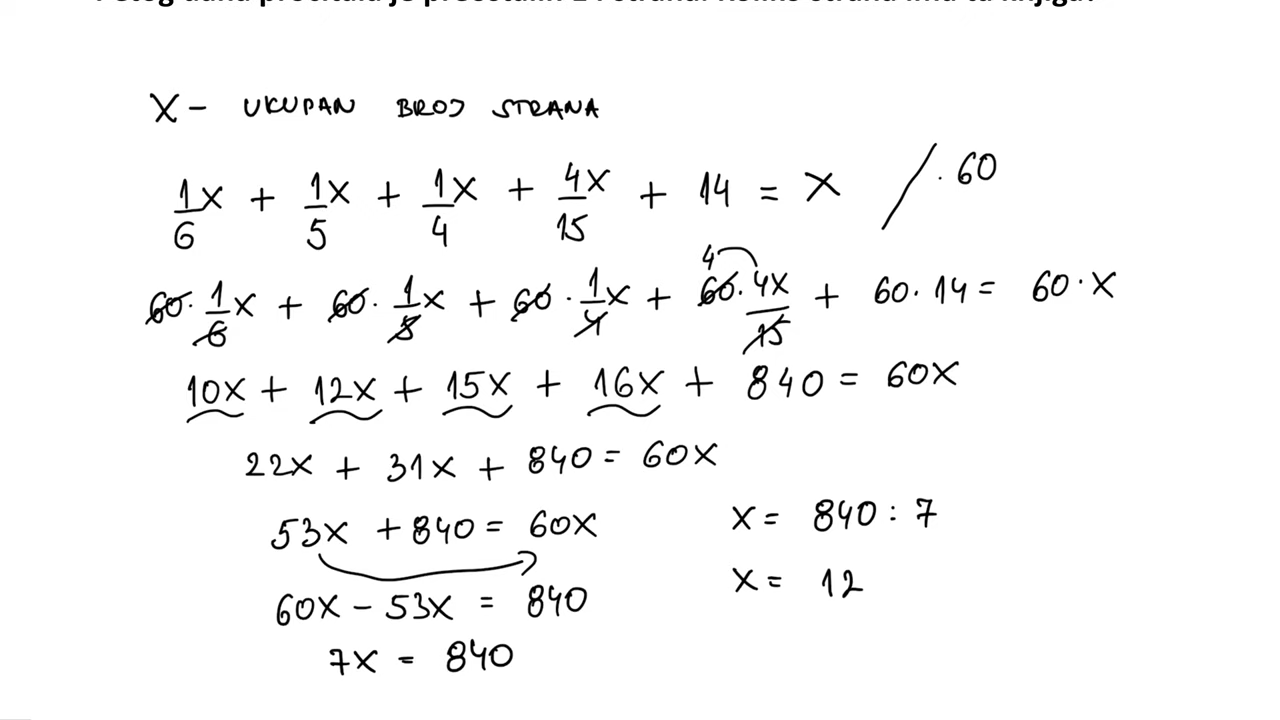 X – UKUPAN BROJ STRANA
1/6 x + 1/5 x + 1/4 x + 4x/15 + 14 = x / · 60
60 · 1/6 x + 60 · 1/5 x + 60 · 1/4 x + 60 · 4x/15 + 60 · 14 = 60 · x
4
10x + 12x + 15x + 16x + 840 = 60x
22x + 31x + 840 = 60x
53x + 840 = 60x
60x – 53x = 840
7x = 840
x = 840 : 7
x = 12